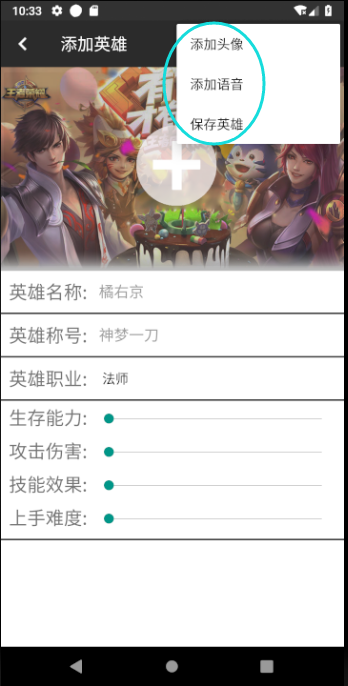 10:33
添加英雄
添加头像
添加语音
保存英雄
王者荣耀
英雄名称: 橘右京
英雄称号: 神梦一刀
英雄职业: 法师
生存能力:
攻击伤害:
技能效果:
上手难度: